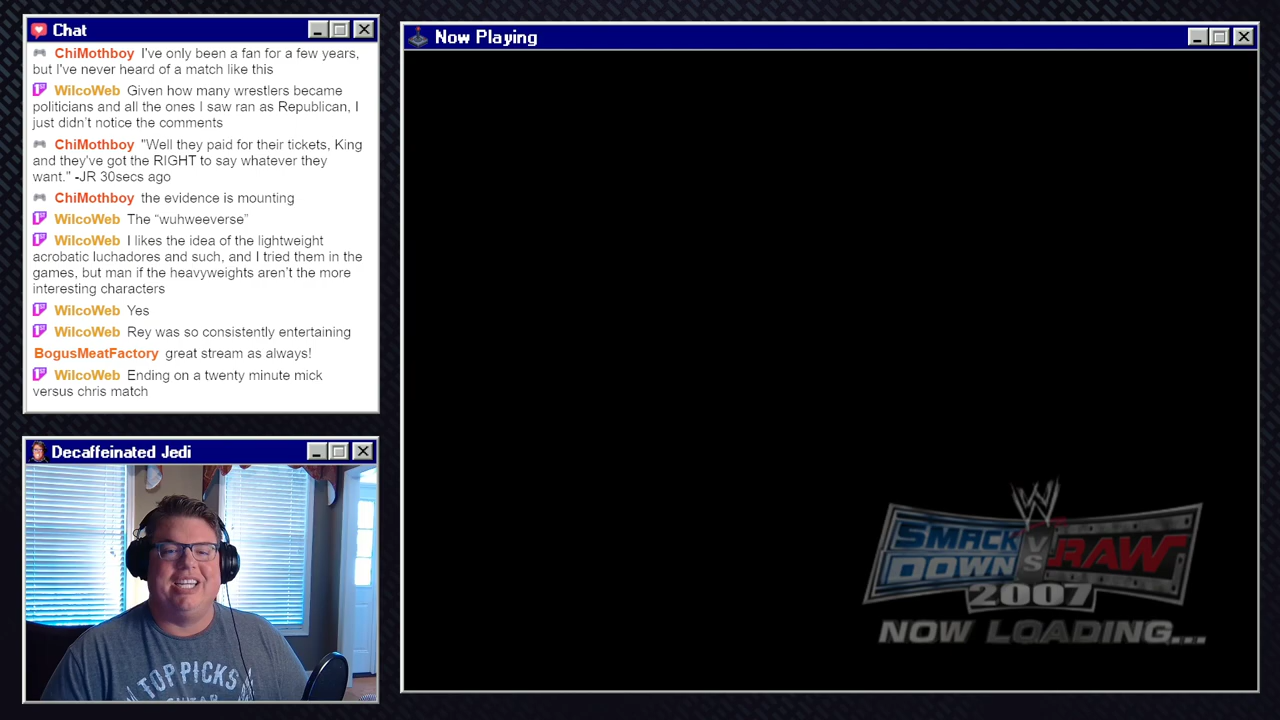 Chat
ChiMothboy I've only been a fan for a few years,
but I've never heard of a match like this
WilcoWeb Given how many wrestlers became
politicians and all the ones I saw ran as Republican, I
just didn’t notice the comments
ChiMothboy "Well they paid for their tickets, King
and they've got the RIGHT to say whatever they
want." -JR 30secs ago
ChiMothboy the evidence is mounting
WilcoWeb The “wuhweeverse”
WilcoWeb I likes the idea of the lightweight
acrobatic luchadores and such, and I tried them in the
games, but man if the heavyweights aren’t the more
interesting characters
WilcoWeb Yes
WilcoWeb Rey was so consistently entertaining
BogusMeatFactory great stream as always!
WilcoWeb Ending on a twenty minute mick
versus chris match
Decaffeinated Jedi
TOP PICKS
GUITAR
Now Playing
W
SMACK DOWN VS RAW
2007
NOW LOADING...